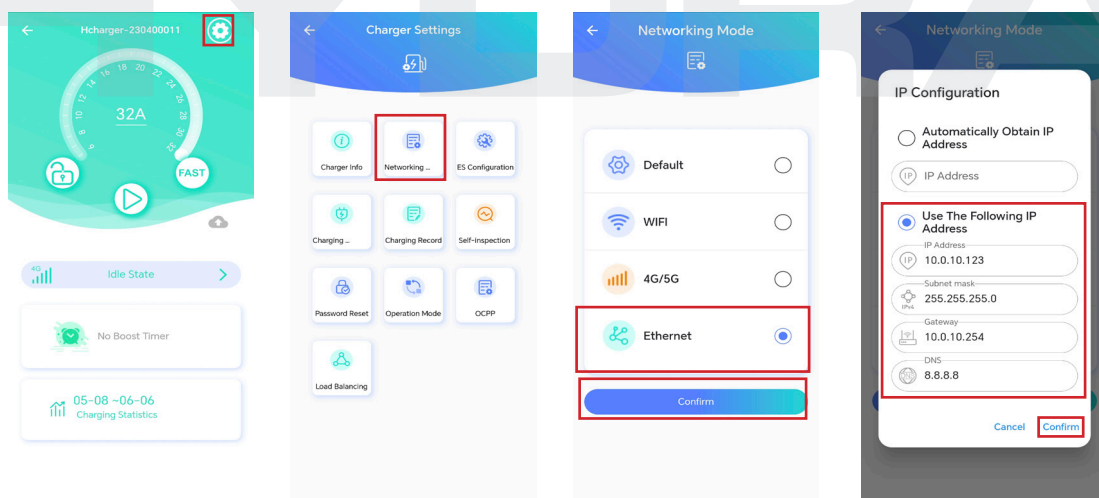 Hcharger-230400011
6
8
10
12
14
16
18
20
22
24
26
28
30
32
32A
FAST
4G
Idle State
No Boost Timer
05-08 ~06-06
Charging Statistics
Charger Settings
Charger Info
Networking ...
ES Configuration
Charging ...
Charging Record
Self-inspection
Password Reset
Operation Mode
OCPP
Load Balancing
Networking Mode
Default
WIFI
4G/5G
Ethernet
Confirm
Networking Mode
IP Configuration
Automatically Obtain IP
Address
IP
IP Address
Use The Following IP
Address
IP Address
IP
10.0.10.123
Subnet mask
IPv4
255.255.255.0
Gateway
10.0.10.254
DNS
8.8.8.8
Cancel
Confirm